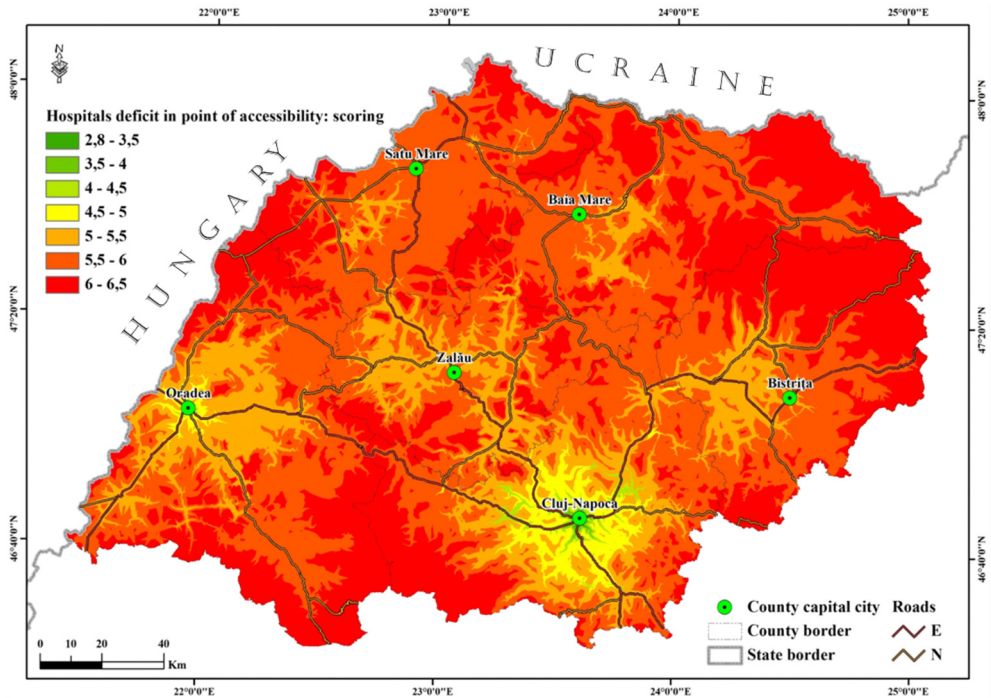 22°0'0"E 23°0'0"E 24°0'0"E 25°0'0"E
UCRAINE
N
48°0'0"N
48°0'0"N
Hospitals deficit in point of accessibility: scoring
2,8 - 3,5
3,5 - 4
4 - 4,5
4,5 - 5
5 - 5,5
5,5 - 6
6 - 6,5
HUNGARY
Satu Mare
Baia Mare
47°20'0"N
47°20'0"N
Zalău
Bistrița
Oradea
Cluj-Napoca
46°40'0"N
46°40'0"N
County capital city Roads
County border E
State border N
0 10 20 40
Km
22°0'0"E 23°0'0"E 24°0'0"E 25°0'0"E